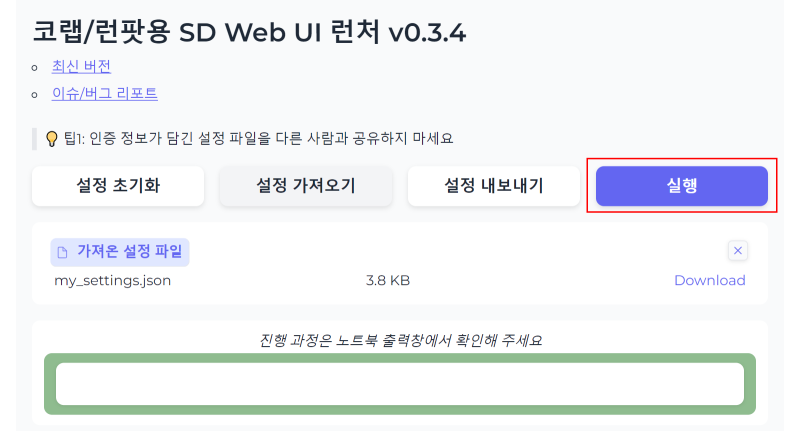 코랩/런팟용 SD Web UI 런처 v0.3.4
최신 버전
이슈/버그 리포트
💡 팁1: 인증 정보가 담긴 설정 파일을 다른 사람과 공유하지 마세요
설정 초기화 설정 가져오기 설정 내보내기 실행
가져온 설정 파일
my_settings.json 3.8 KB Download
진행 과정은 노트북 출력창에서 확인해 주세요